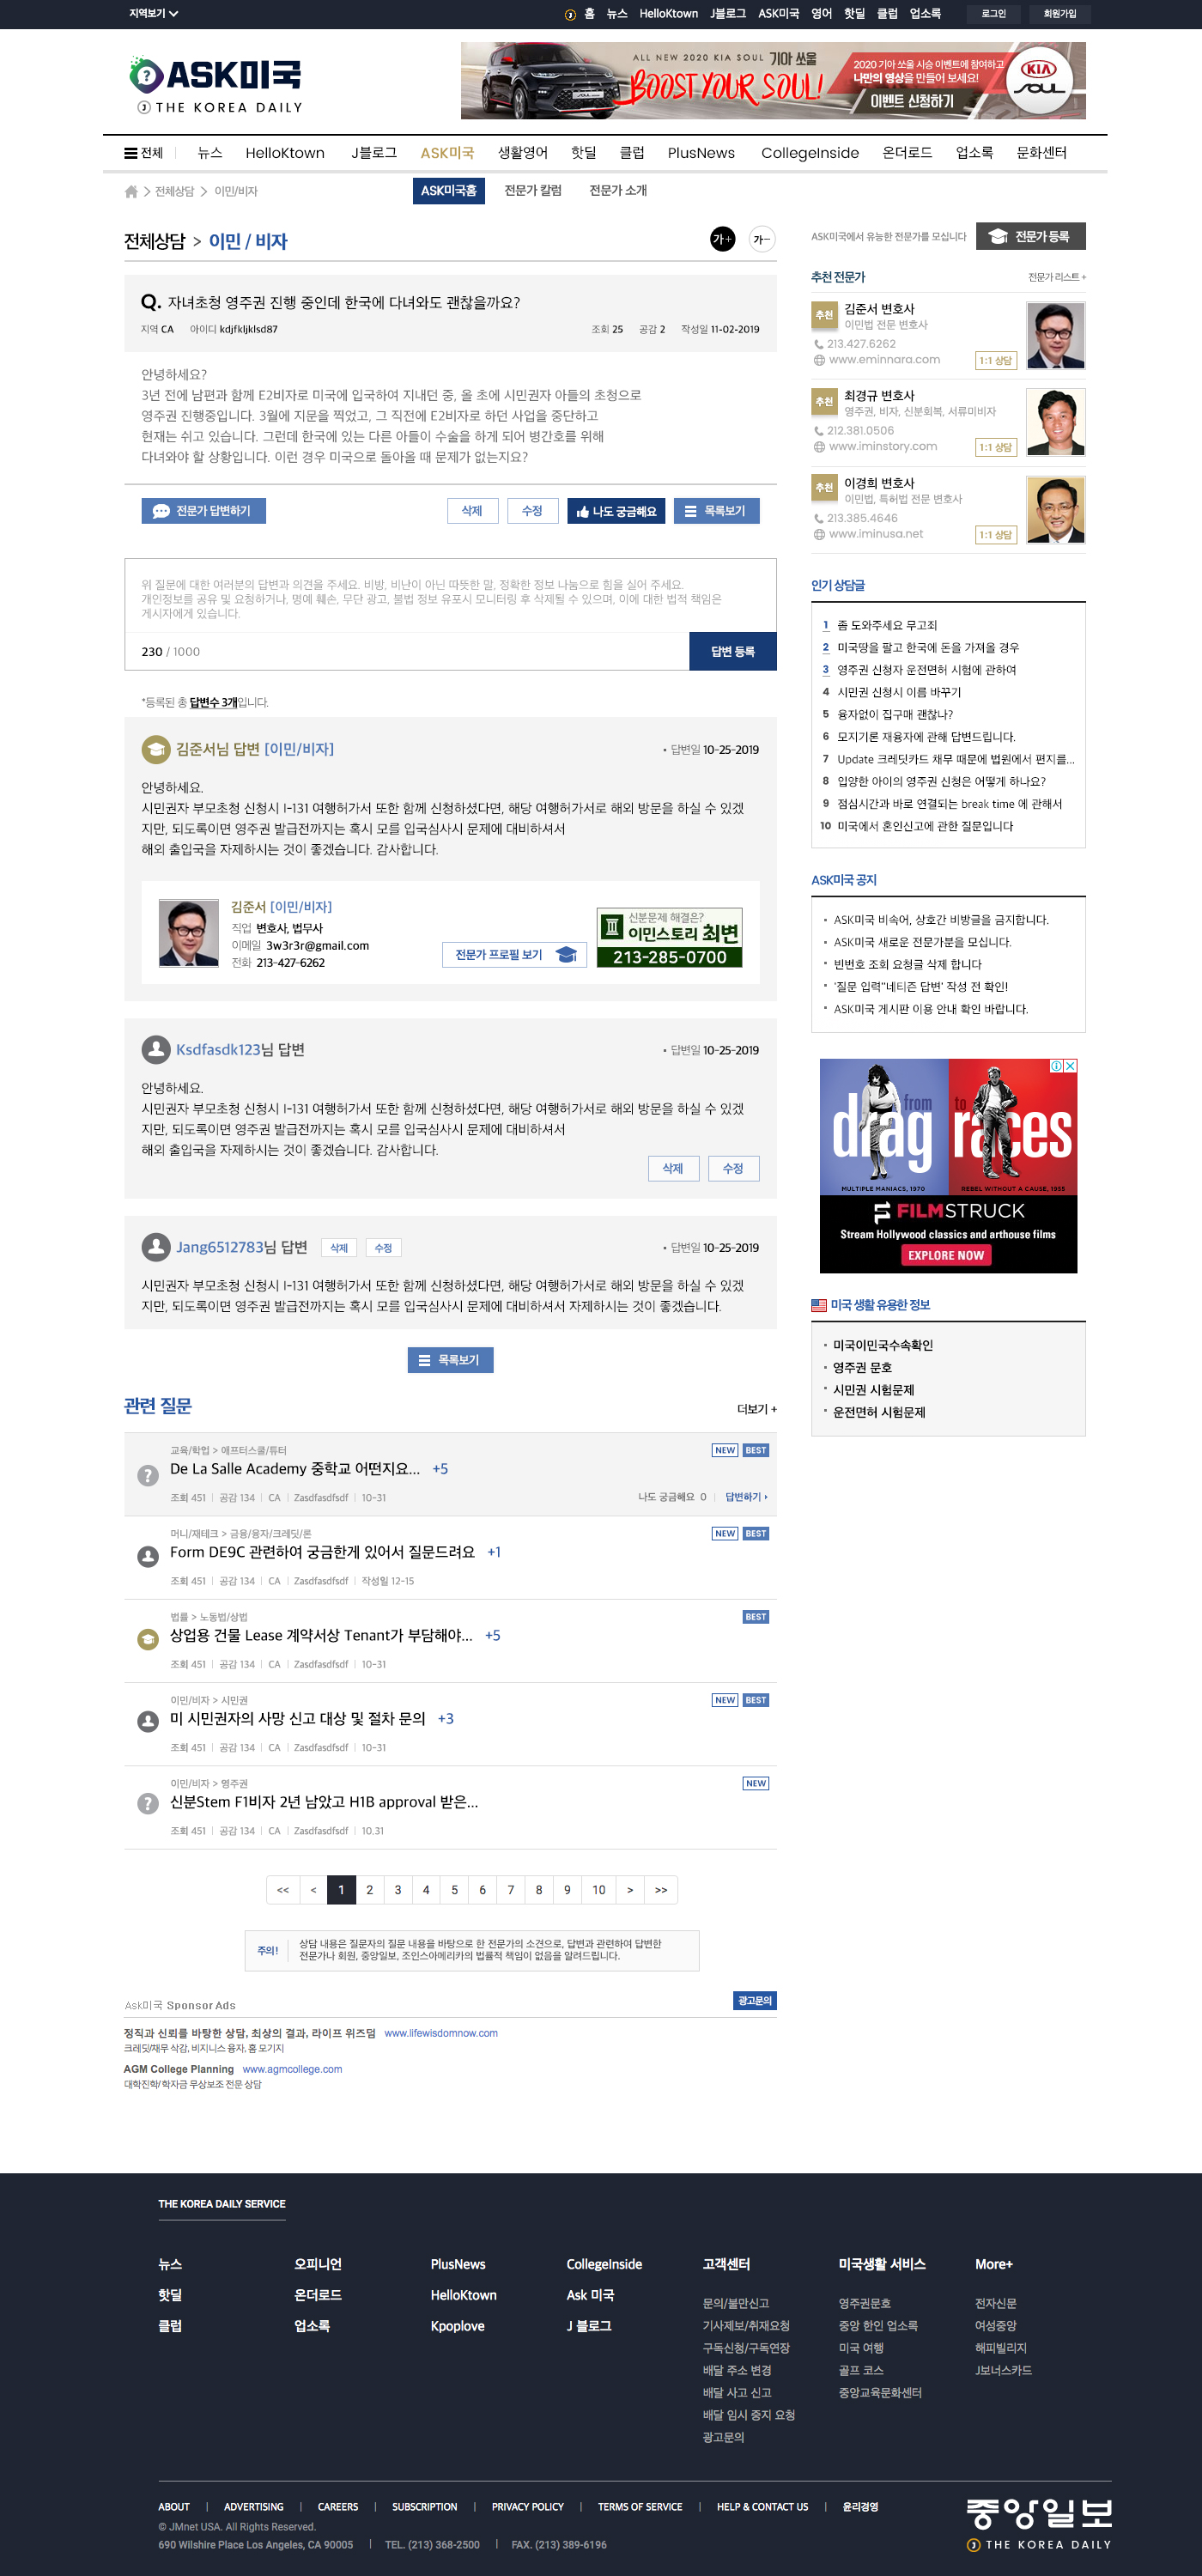 지역보기
홈 뉴스 HelloKtown J블로그 ASK미국 영어 핫딜 클럽 업소록 로그인 회원가입
ASK미국
THE KOREA DAILY
ALL NEW 2020 KIA SOUL 기아 쏘울
BOOST YOUR SOUL!
2020 기아 쏘울 시승 이벤트에 참여하고
나만의 영상을 만들어 보세요!
이벤트 신청하기
KIA
SOUL
전체 뉴스 HelloKtown J블로그 ASK미국 생활영어 핫딜 클럽 PlusNews CollegeInside 온더로드 업소록 문화센터
전체상담 > 이민/비자
ASK미국홈 전문가 칼럼 전문가 소개
전체상담 > 이민 / 비자
가+ 가-
Q. 자녀초청 영주권 진행 중인데 한국에 다녀와도 괜찮을까요?
지역 CA 아이디 kdjfkljklsd87 조회 25 공감 2 작성일 11-02-2019
안녕하세요?
3년 전에 남편과 함께 E2비자로 미국에 입국하여 지내던 중, 올 초에 시민권자 아들의 초청으로
영주권 진행중입니다. 3월에 지문을 찍었고, 그 직전에 E2비자로 하던 사업을 중단하고
현재는 쉬고 있습니다. 그런데 한국에 있는 다른 아들이 수술을 하게 되어 병간호를 위해
다녀와야 할 상황입니다. 이런 경우 미국으로 돌아올 때 문제가 없는지요?
전문가 답변하기 삭제 수정 나도 궁금해요 목록보기
위 질문에 대한 여러분의 답변과 의견을 주세요. 비방, 비난이 아닌 따뜻한 말, 정확한 정보 나눔으로 힘을 실어 주세요.
개인정보를 공유 및 요청하거나, 명예 훼손, 무단 광고, 불법 정보 유포시 모니터링 후 삭제될 수 있으며, 이에 대한 법적 책임은
게시자에게 있습니다.
230 / 1000
답변 등록
*등록된 총 답변수 3개입니다.
김준서님 답변 [이민/비자]
• 답변일 10-25-2019
안녕하세요.
시민권자 부모초청 신청시 I-131 여행허가서 또한 함께 신청하셨다면, 해당 여행허가서로 해외 방문을 하실 수 있겠
지만, 되도록이면 영주권 발급전까지는 혹시 모를 입국심사시 문제에 대비하셔서
해외 출입국을 자제하시는 것이 좋겠습니다. 감사합니다.
김준서 [이민/비자]
직업 변호사, 법무사
이메일 3w3r3r@gmail.com
전화 213-427-6262
전문가 프로필 보기
신분문제 해결은?
이민스토리 최변
213-285-0700
Ksdfasdk123님 답변
• 답변일 10-25-2019
안녕하세요.
시민권자 부모초청 신청시 I-131 여행허가서 또한 함께 신청하셨다면, 해당 여행허가서로 해외 방문을 하실 수 있겠
지만, 되도록이면 영주권 발급전까지는 혹시 모를 입국심사시 문제에 대비하셔서
해외 출입국을 자제하시는 것이 좋겠습니다. 감사합니다.
삭제 수정
Jang6512783님 답변 삭제 수정
• 답변일 10-25-2019
시민권자 부모초청 신청시 I-131 여행허가서 또한 함께 신청하셨다면, 해당 여행허가서로 해외 방문을 하실 수 있겠
지만, 되도록이면 영주권 발급전까지는 혹시 모를 입국심사시 문제에 대비하셔서 자제하시는 것이 좋겠습니다.
목록보기
관련 질문
더보기 +
교육/학업 > 애프터스쿨/튜터
NEW BEST
De La Salle Academy 중학교 어떤지요... +5
조회 451 | 공감 134 | CA | Zasdfasdfsdf | 10-31
나도 궁금해요 0 | 답변하기
머니/재테크 > 금융/융자/크레딧/론
NEW BEST
Form DE9C 관련하여 궁금한게 있어서 질문드려요 +1
조회 451 | 공감 134 | CA | Zasdfasdfsdf | 작성일 12-15
법률 > 노동법/상법
BEST
상업용 건물 Lease 계약서상 Tenant가 부담해야... +5
조회 451 | 공감 134 | CA | Zasdfasdfsdf | 10-31
이민/비자 > 시민권
NEW BEST
미 시민권자의 사망 신고 대상 및 절차 문의 +3
조회 451 | 공감 134 | CA | Zasdfasdfsdf | 10-31
이민/비자 > 영주권
NEW
신분Stem F1비자 2년 남았고 H1B approval 받은...
조회 451 | 공감 134 | CA | Zasdfasdfsdf | 10.31
<< < 1 2 3 4 5 6 7 8 9 10 > >>
주의!
상담 내용은 질문자의 질문 내용을 바탕으로 한 전문가의 소견으로, 답변과 관련하여 답변한
전문가나 회원, 중앙일보, 조인스아메리카의 법률적 책임이 없음을 알려드립니다.
Ask미국 Sponsor Ads
광고문의
정직과 신뢰를 바탕한 상담, 최상의 결과, 라이프 위즈덤 www.lifewisdomnow.com
크레딧/채무 삭감, 비지니스 융자, 홈 모기지
AGM College Planning www.agmcollege.com
대학진학/ 학자금 무상보조 전문 상담
ASK미국에서 유능한 전문가를 모십니다
전문가 등록
추천 전문가
전문가 리스트 +
추천
김준서 변호사
이민법 전문 변호사
213.427.6262
www.eminnara.com
1:1 상담
추천
최경규 변호사
영주권, 비자, 신분회복, 서류미비자
212.381.0506
www.iminstory.com
1:1 상담
추천
이경희 변호사
이민법, 특허법 전문 변호사
213.385.4646
www.iminusa.net
1:1 상담
인기 상담글
1 좀 도와주세요 무고죄
2 미국땅을 팔고 한국에 돈을 가져올 경우
3 영주권 신청자 운전면허 시험에 관하여
4 시민권 신청시 이름 바꾸기
5 융자없이 집구매 괜찮나?
6 모지기론 재융자에 관해 답변드립니다.
7 Update 크레딧카드 채무 때문에 법원에서 편지를...
8 입양한 아이의 영주권 신청은 어떻게 하나요?
9 점심시간과 바로 연결되는 break time 에 관해서
10 미국에서 혼인신고에 관한 질문입니다
ASK미국 공지
• ASK미국 비속어, 상호간 비방글을 금지합니다.
• ASK미국 새로운 전문가분을 모십니다.
• 빈번호 조회 요청글 삭제 합니다
• '질문 입력''네티즌 답변' 작성 전 확인!
• ASK미국 게시판 이용 안내 확인 바랍니다.
from drag
to races
MULTIPLE MANIACS, 1970
REBEL WITHOUT A CAUSE, 1955
FILMSTRUCK
Stream Hollywood classics and arthouse films
EXPLORE NOW
미국 생활 유용한 정보
• 미국이민국수속확인
• 영주권 문호
• 시민권 시험문제
• 운전면허 시험문제
THE KOREA DAILY SERVICE
뉴스
핫딜
클럽
오피니언
온더로드
업소록
PlusNews
HelloKtown
Kpoplove
CollegeInside
Ask 미국
J 블로그
고객센터
문의/불만신고
기사제보/취재요청
구독신청/구독연장
배달 주소 변경
배달 사고 신고
배달 임시 중지 요청
광고문의
미국생활 서비스
영주권문호
중앙 한인 업소록
미국 여행
골프 코스
중앙교육문화센터
More+
전자신문
여성중앙
해피빌리지
J보너스카드
ABOUT | ADVERTISING | CAREERS | SUBSCRIPTION | PRIVACY POLICY | TERMS OF SERVICE | HELP & CONTACT US | 윤리경영
© JMnet USA. All Rights Reserved.
690 Wilshire Place Los Angeles, CA 90005 | TEL. (213) 368-2500 | FAX. (213) 389-6196
중앙일보
THE KOREA DAILY